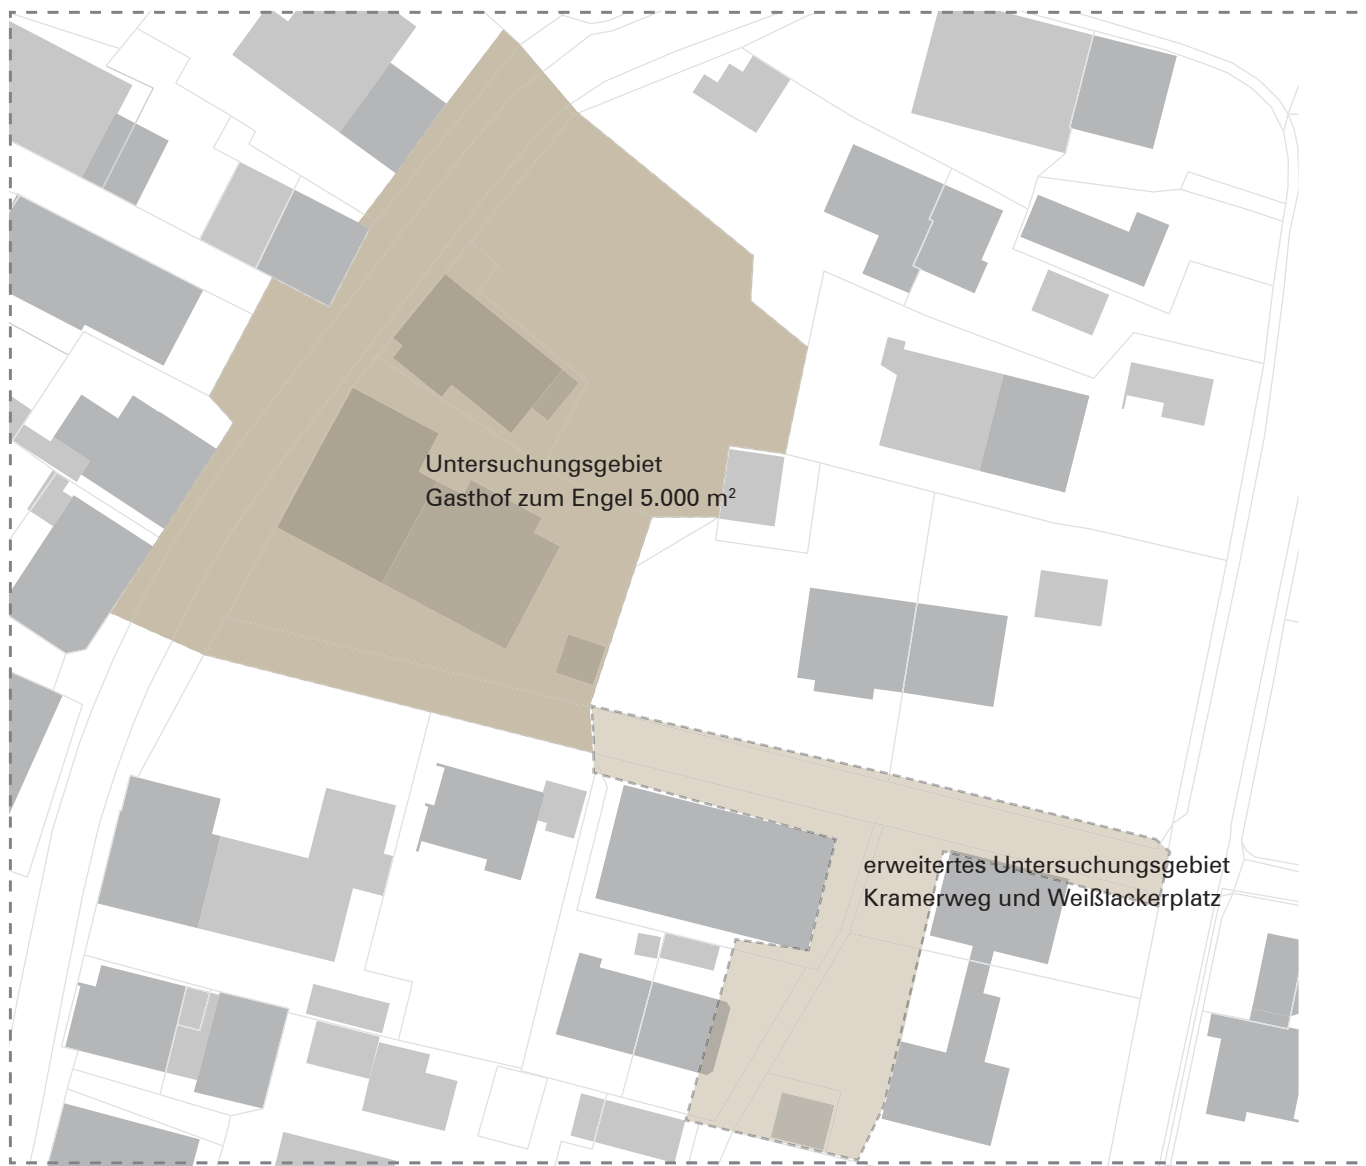 Untersuchungsgebiet
Gasthof zum Engel 5.000 m²
erweitertes Untersuchungsgebiet
Kramerweg und Weißlackerplatz